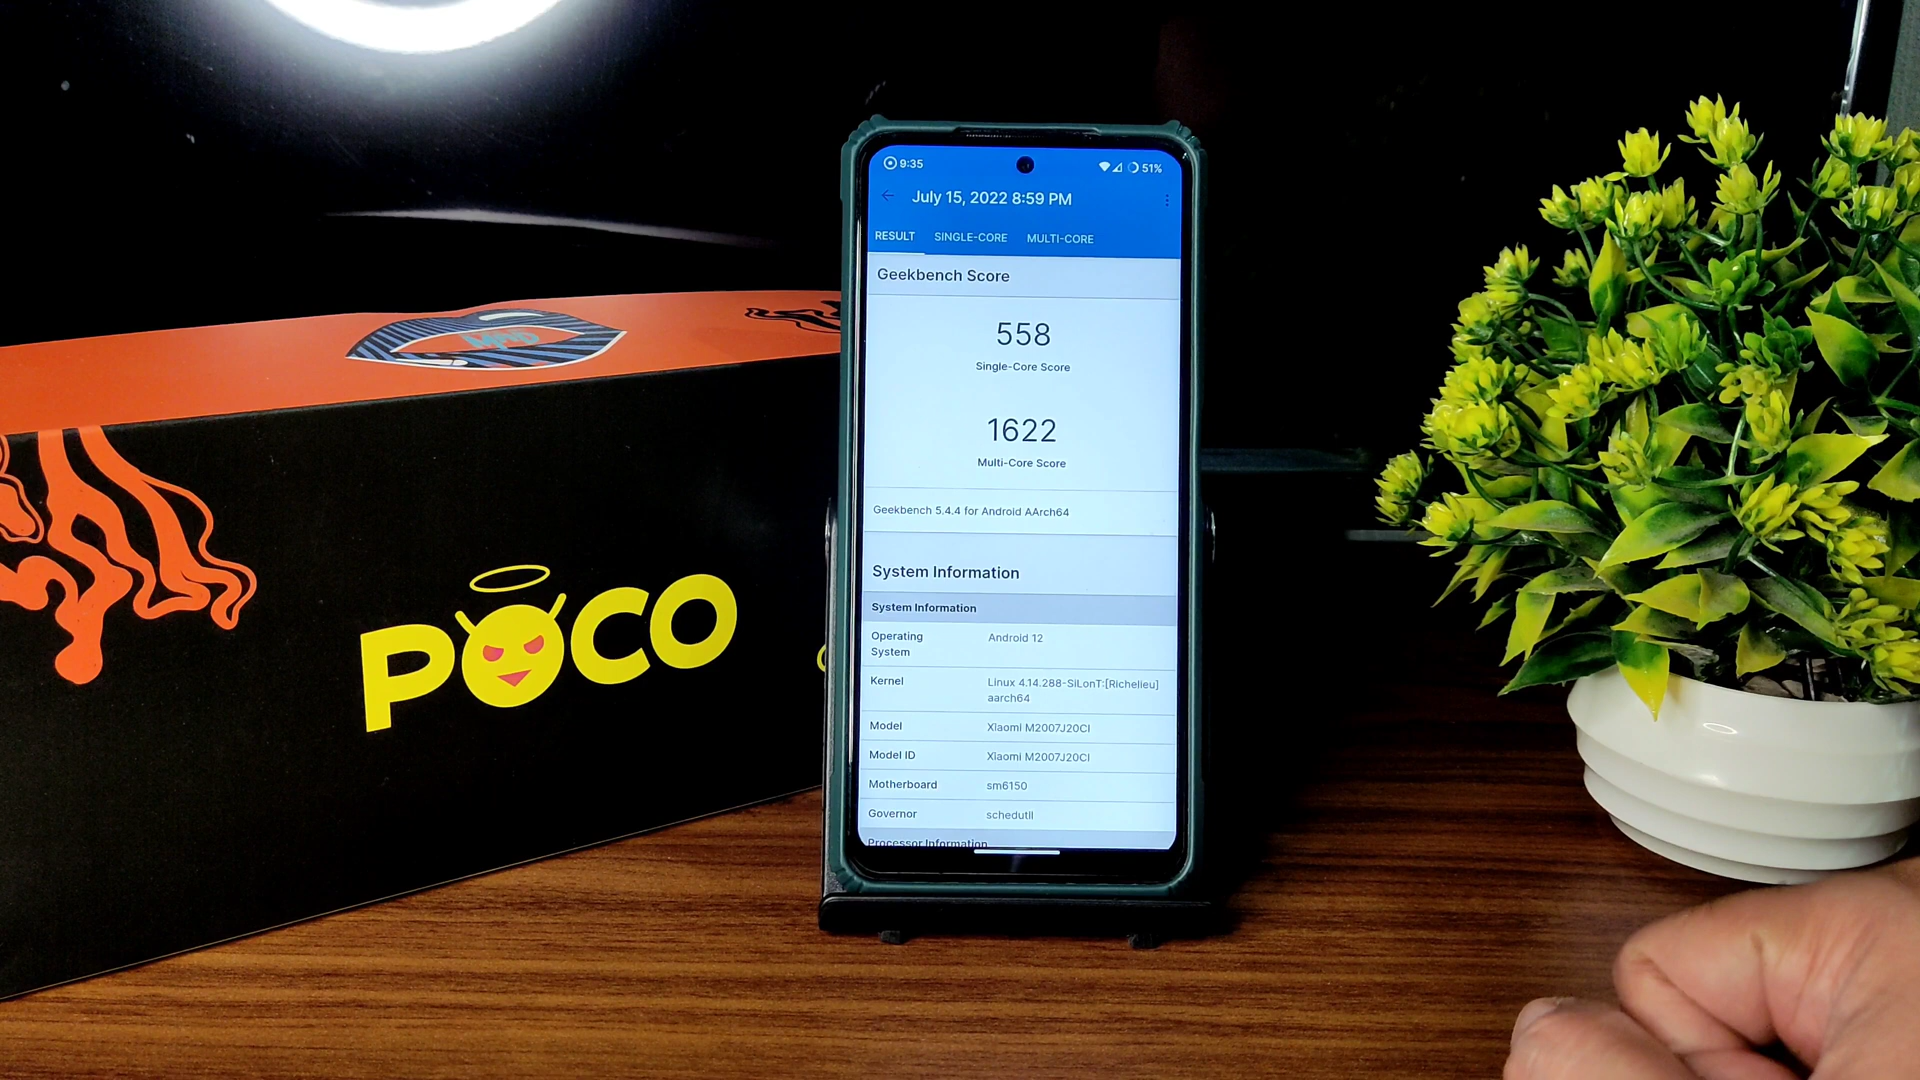 MAD
POCO
9:35
51%
July 15, 2022 8:59 PM
RESULT
SINGLE-CORE
MULTI-CORE
Geekbench Score
558
Single-Core Score
1622
Multi-Core Score
Geekbench 5.4.4 for Android AArch64
System Information
System Information
Operating System
Android 12
Kernel
Linux 4.14.288-SiLonT:[Richelieu] aarch64
Model
Xiaomi M2007J20CI
Model ID
Xiaomi M2007J20CI
Motherboard
sm6150
Governor
schedutil
Processor Information